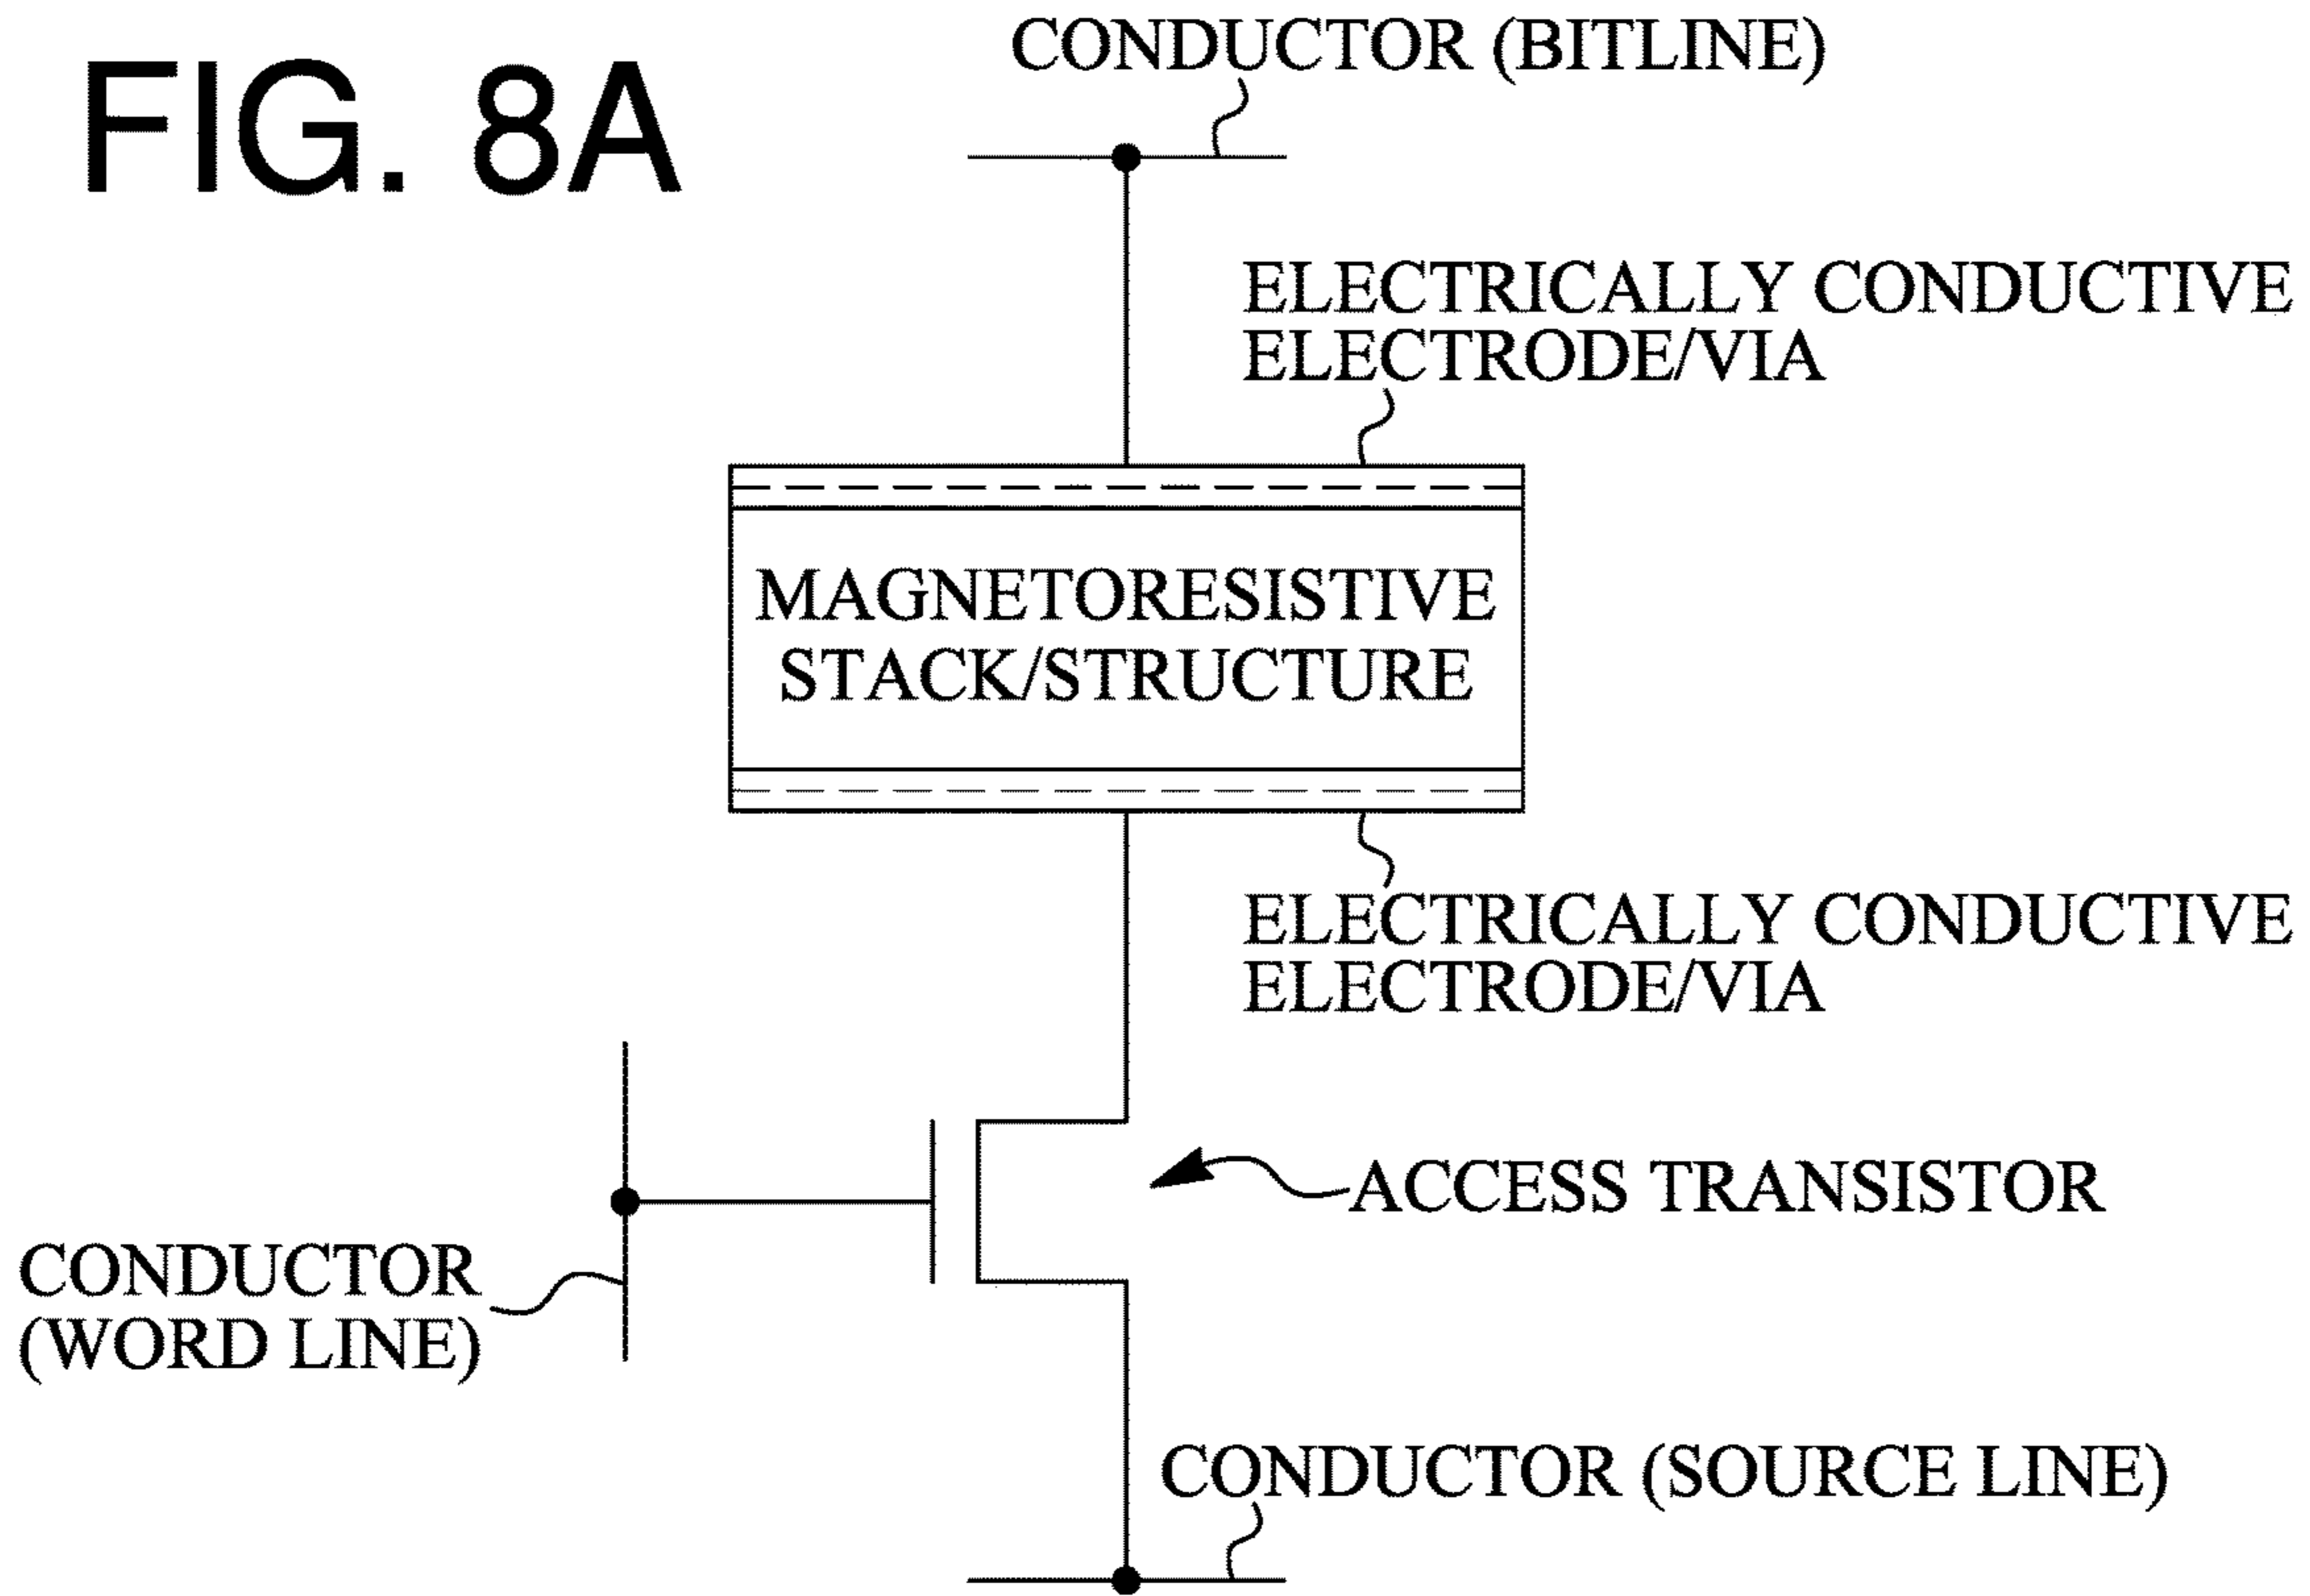 FIG. 8A
CONDUCTOR (BITLINE)
ELECTRICALLY CONDUCTIVE
ELECTRODE/VIA
MAGNETORESISTIVE
STACK/STRUCTURE
ELECTRICALLY CONDUCTIVE
ELECTRODE/VIA
ACCESS TRANSISTOR
CONDUCTOR
(WORD LINE)
CONDUCTOR (SOURCE LINE)